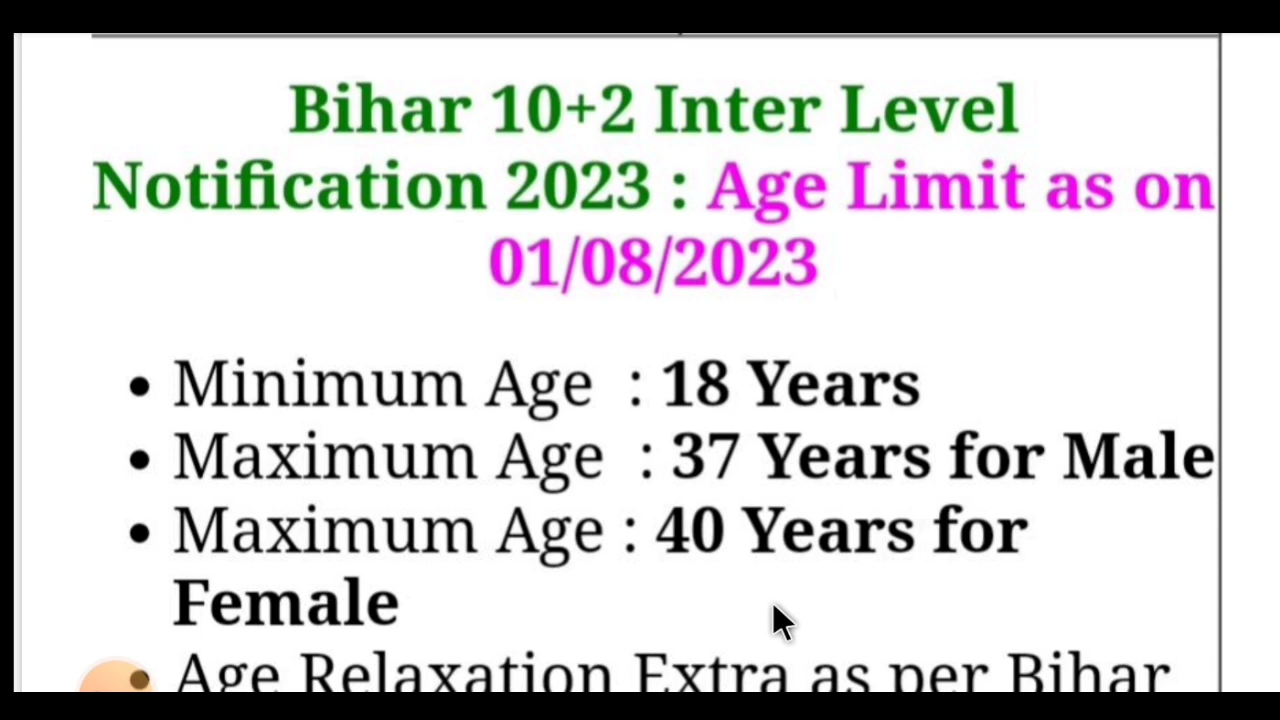 Bihar 10+2 Inter Level
Notification 2023 : Age Limit as on
01/08/2023
Minimum Age : 18 Years
Maximum Age : 37 Years for Male
Maximum Age : 40 Years for
Female
Age Relaxation Extra as per Bihar